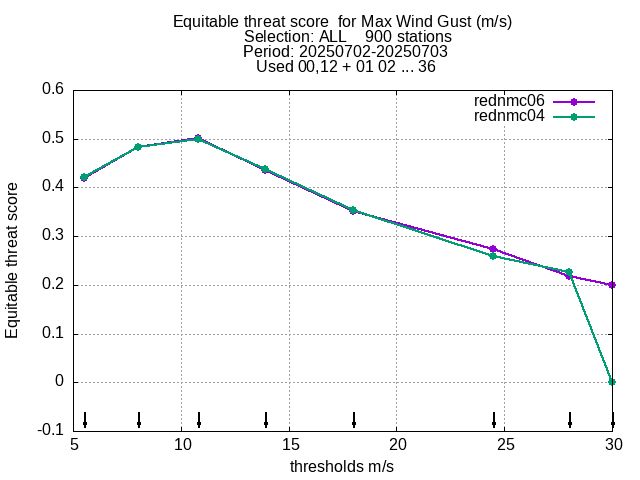 Equitable threat score  for Max Wind Gust (m/s)
Selection: ALL    900 stations
Period: 20250702-20250703
Used 00,12 + 01 02 ... 36
rednmc06
rednmc04
0.6
0.5
0.4
0.3
0.2
0.1
0
-0.1
Equitable threat score
5 10 15 20 25 30
thresholds m/s